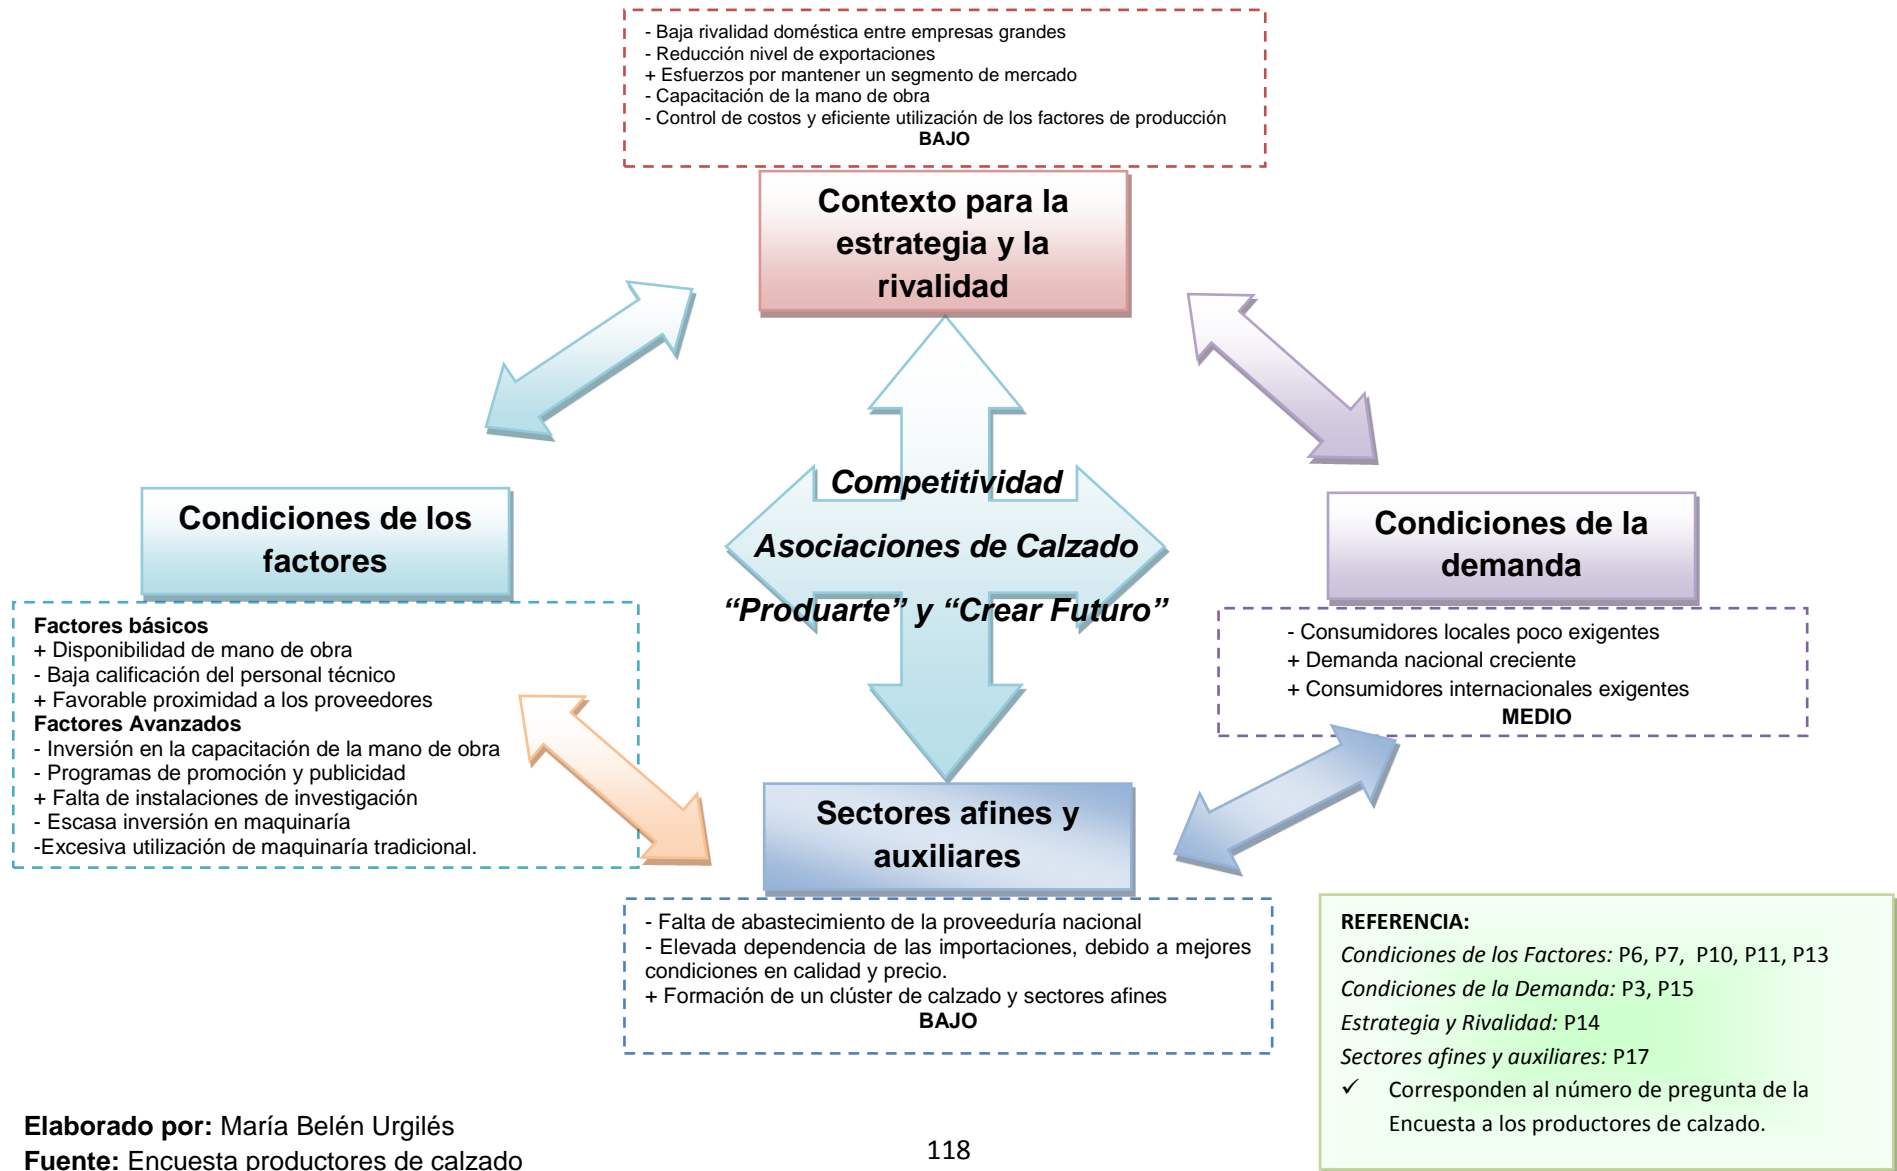 - Baja rivalidad doméstica entre empresas grandes
- Reducción nivel de exportaciones
+ Esfuerzos por mantener un segmento de mercado
- Capacitación de la mano de obra
- Control de costos y eficiente utilización de los factores de producción
BAJO
Contexto para la
estrategia y la
rivalidad
Competitividad
Asociaciones de Calzado
“Produarte” y “Crear Futuro”
Condiciones de los
factores
Factores básicos
+ Disponibilidad de mano de obra
- Baja calificación del personal técnico
+ Favorable proximidad a los proveedores
Factores Avanzados
- Inversión en la capacitación de la mano de obra
- Programas de promoción y publicidad
+ Falta de instalaciones de investigación
- Escasa inversión en maquinaría
-Excesiva utilización de maquinaría tradicional.
Condiciones de la
demanda
- Consumidores locales poco exigentes
+ Demanda nacional creciente
+ Consumidores internacionales exigentes
MEDIO
Sectores afines y
auxiliares
- Falta de abastecimiento de la proveeduría nacional
- Elevada dependencia de las importaciones, debido a mejores
condiciones en calidad y precio.
+ Formación de un clúster de calzado y sectores afines
BAJO
REFERENCIA:
Condiciones de los Factores: P6, P7, P10, P11, P13
Condiciones de la Demanda: P3, P15
Estrategia y Rivalidad: P14
Sectores afines y auxiliares: P17
✓ Corresponden al número de pregunta de la
Encuesta a los productores de calzado.
Elaborado por: María Belén Urgilés
Fuente: Encuesta productores de calzado
118